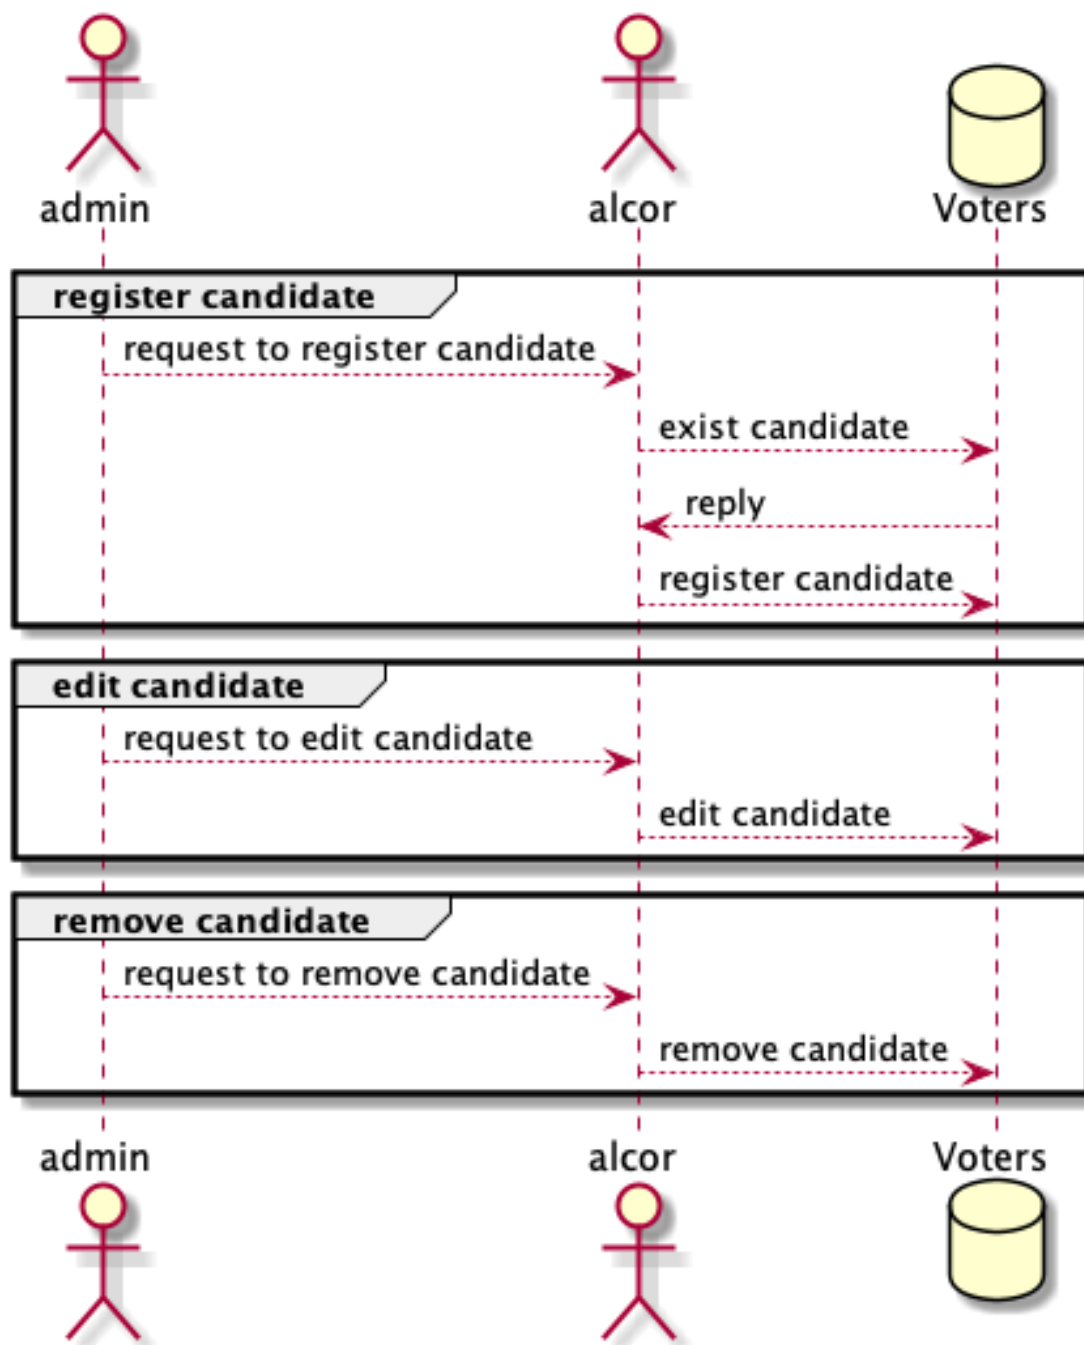 admin
alcor
Voters
register candidate
request to register candidate
exist candidate
reply
register candidate
edit candidate
request to edit candidate
edit candidate
remove candidate
request to remove candidate
remove candidate
admin
alcor
Voters